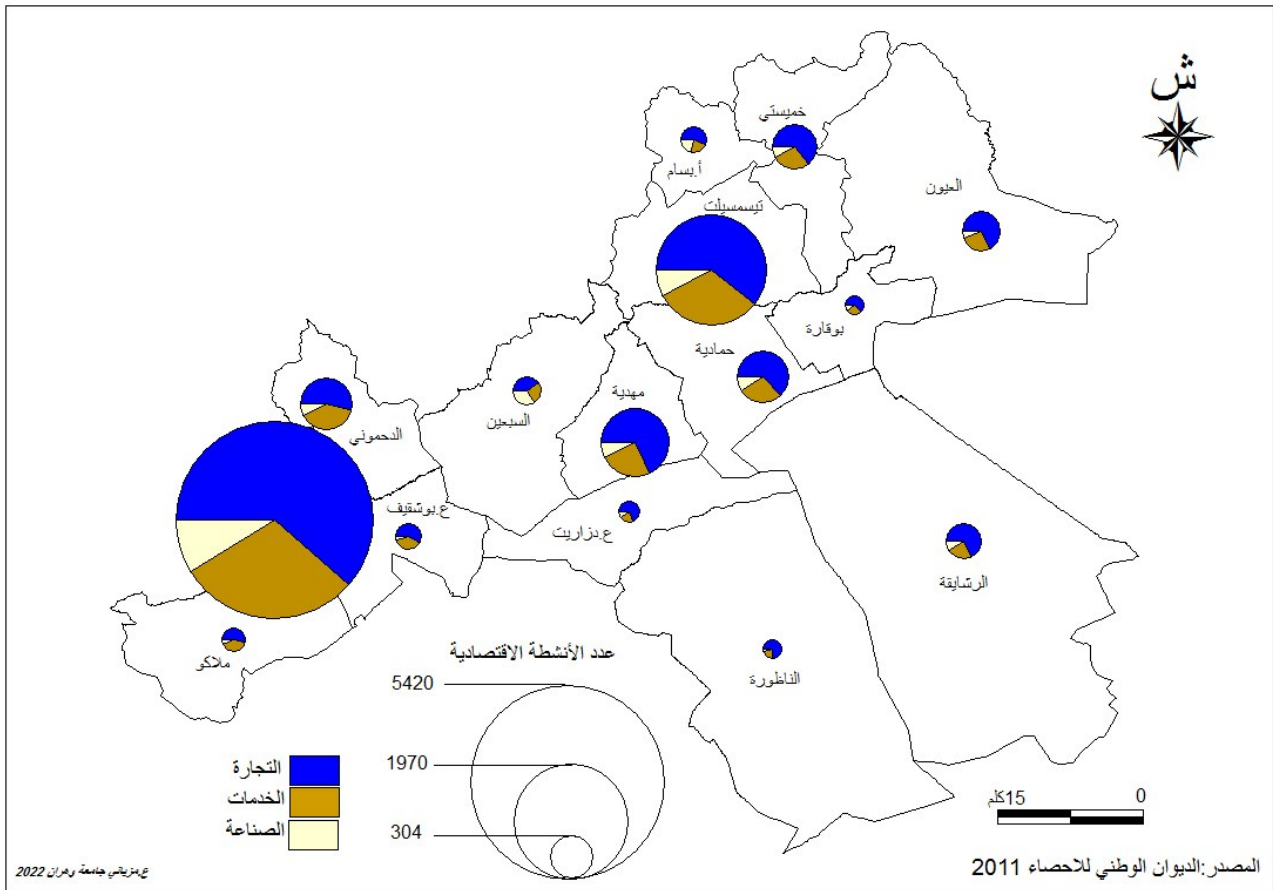 ش
خميستي
أ.بسام
العيون
تيسمسيلت
بوقارة
حمادية
مهدية
السبعين
الدحموني
ع.بوشقيف
ع.دزاريت
الرشايقة
ملاكو
الناظورة
عدد الأنشطة الاقتصادية
5420
1970
304
التجارة
الخدمات
الصناعة
0
15كلم
المصدر:الديوان الوطني للاحصاء 2011
ع.مزياني جامعة وهران 2022